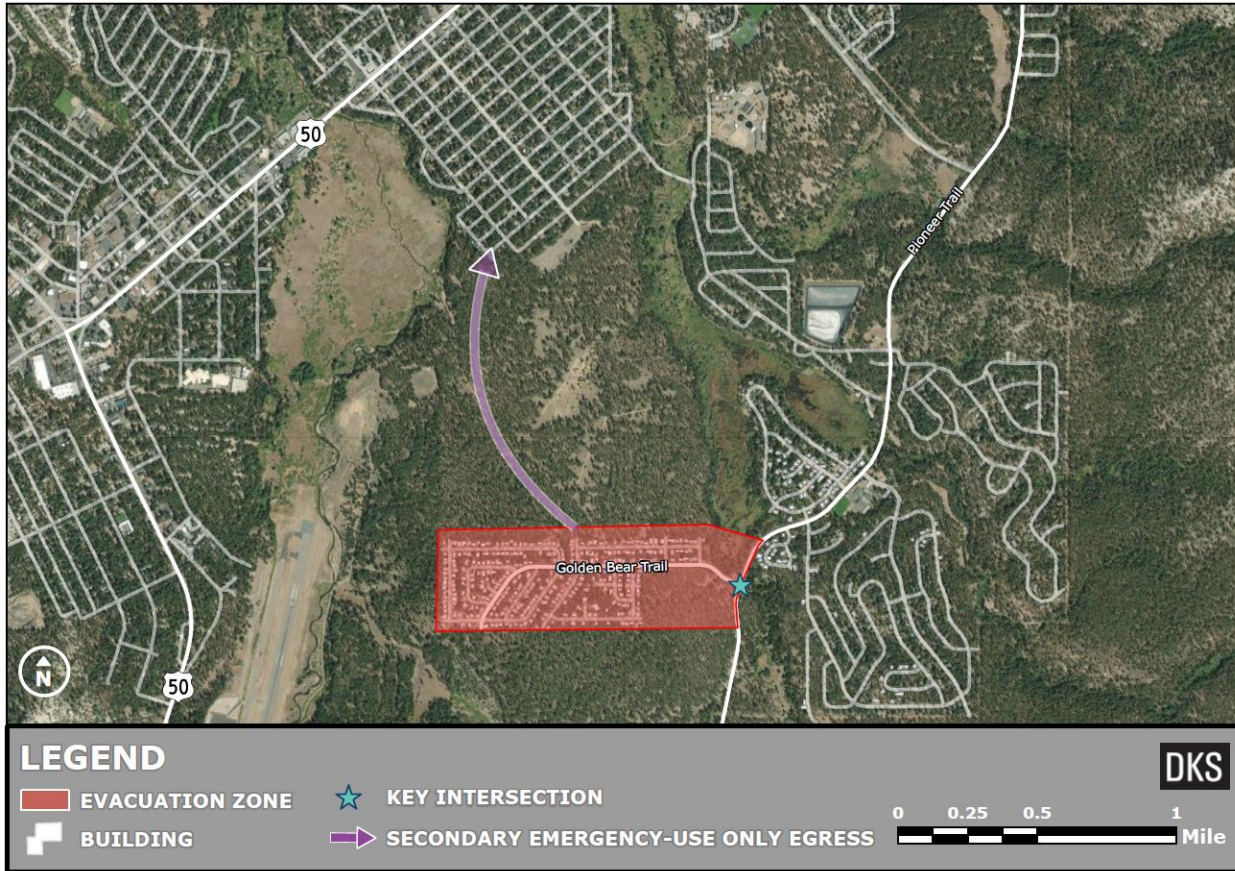 50
Pioneer Trail
Golden Bear Trail
50
N
LEGEND
EVACUATION ZONE
KEY INTERSECTION
BUILDING
SECONDARY EMERGENCY-USE ONLY EGRESS
DKS
0 0.25 0.5 1
Mile